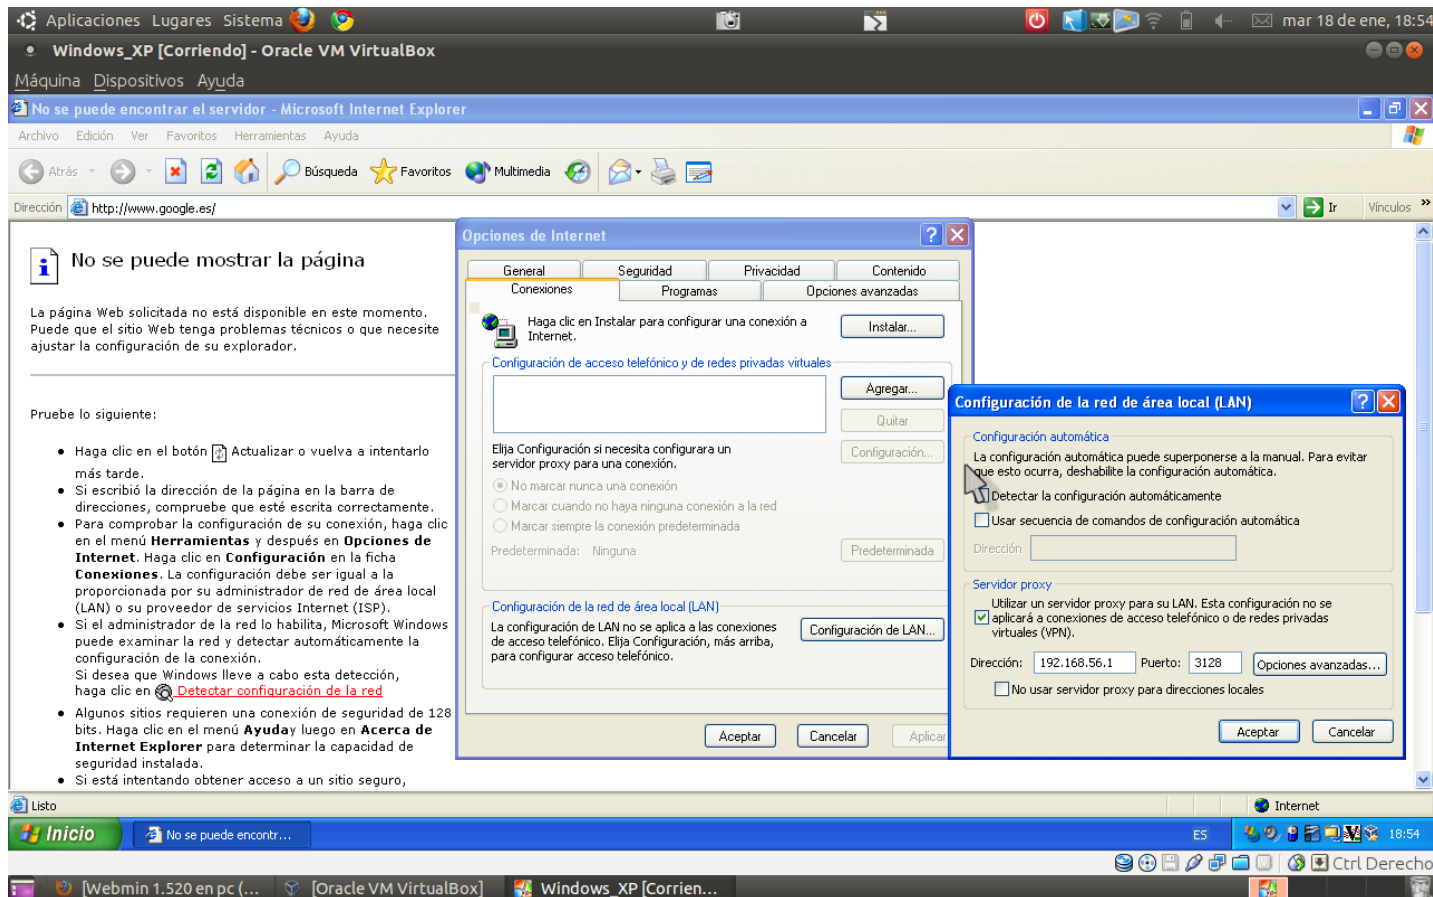 Aplicaciones Lugares Sistema
mar 18 de ene, 18:54
Windows_XP [Corriendo] - Oracle VM VirtualBox
Máquina Dispositivos Ayuda
No se puede encontrar el servidor - Microsoft Internet Explorer
Archivo Edición Ver Favoritos Herramientas Ayuda
Atrás Búsqueda Favoritos Multimedia
Dirección http://www.google.es/ Ir Vínculos »
No se puede mostrar la página
La página Web solicitada no está disponible en este momento.
Puede que el sitio Web tenga problemas técnicos o que necesite
ajustar la configuración de su explorador.
Pruebe lo siguiente:
• Haga clic en el botón Actualizar o vuelva a intentarlo
más tarde.
• Si escribió la dirección de la página en la barra de
direcciones, compruebe que esté escrita correctamente.
• Para comprobar la configuración de su conexión, haga clic
en el menú Herramientas y después en Opciones de
Internet. Haga clic en Configuración en la ficha
Conexiones. La configuración debe ser igual a la
proporcionada por su administrador de red de área local
(LAN) o su proveedor de servicios Internet (ISP).
• Si el administrador de la red lo habilita, Microsoft Windows
puede examinar la red y detectar automáticamente la
configuración de la conexión.
Si desea que Windows lleve a cabo esta detección,
haga clic en Detectar configuración de la red
• Algunos sitios requieren una conexión de seguridad de 128
bits. Haga clic en el menú Ayuday luego en Acerca de
Internet Explorer para determinar la capacidad de
seguridad instalada.
• Si está intentando obtener acceso a un sitio seguro,
Opciones de Internet
General Seguridad Privacidad Contenido
Conexiones Programas Opciones avanzadas
Haga clic en Instalar para configurar una conexión a
Internet.
Instalar...
Configuración de acceso telefónico y de redes privadas virtuales
Agregar...
Quitar
Elija Configuración si necesita configurara un
servidor proxy para una conexión.
Configuración...
No marcar nunca una conexión
Marcar cuando no haya ninguna conexión a la red
Marcar siempre la conexión predeterminada
Predeterminada: Ninguna Predeterminada
Configuración de la red de área local (LAN)
La configuración de LAN no se aplica a las conexiones
de acceso telefónico. Elija Configuración, más arriba,
para configurar acceso telefónico.
Configuración de LAN...
Aceptar Cancelar Aplicar
Configuración de la red de área local (LAN)
Configuración automática
La configuración automática puede superponerse a la manual. Para evitar
que esto ocurra, deshabilite la configuración automática.
Detectar la configuración automáticamente
Usar secuencia de comandos de configuración automática
Dirección
Servidor proxy
Utilizar un servidor proxy para su LAN. Esta configuración no se
aplicará a conexiones de acceso telefónico o de redes privadas
virtuales (VPN).
Dirección: 192.168.56.1 Puerto: 3128 Opciones avanzadas...
No usar servidor proxy para direcciones locales
Aceptar Cancelar
Listo Internet
Inicio No se puede encontr... ES 18:54
Ctrl Derecho
[Webmin 1.520 en pc (... [Oracle VM VirtualBox] Windows_XP [Corrien...